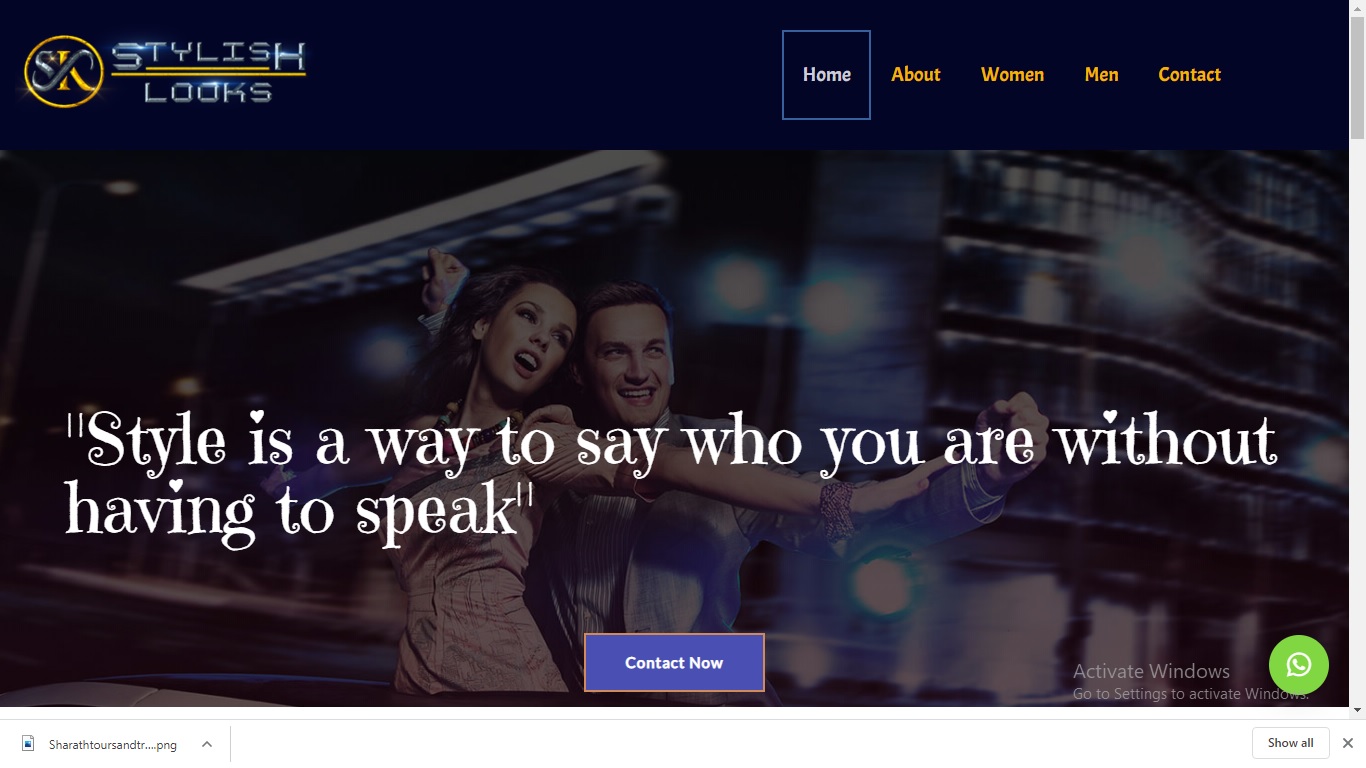 SK STYLISH
LOOKS
Home About Women Men Contact
"Style is a way to say who you are without
having to speak"
Contact Now
Activate Windows
Go to Settings to activate Windows.
Sharathtoursandtr....png
Show all